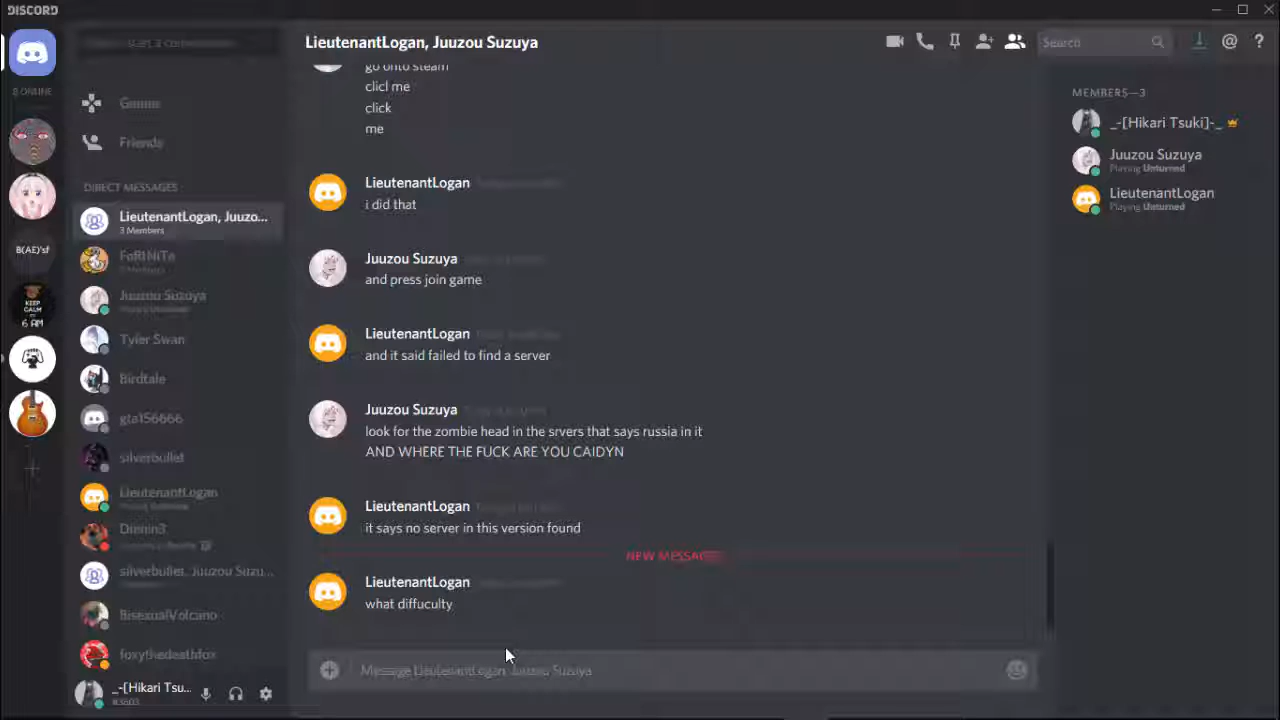 DISCORD
LieutenantLogan, Juuzou Suzuya
Search
ONLINE
B(AE)'sf
KEEP
CALM
6 AM
Games
Friends
DIRECT MESSAGES
LieutenantLogan, Juuzo...
3 Members
Juuzou Suzuya
Tyler Swan
Birdtale
gta156666
silverbullet
LieutenantLogan
silverbullet, Juuzou Suzu...
BisexualVolcano
foxythedeathfox
_-[Hikari Tsu...
go onto steam
clicl me
click
me
LieutenantLogan
i did that
Juuzou Suzuya
and press join game
LieutenantLogan
and it said failed to find a server
Juuzou Suzuya
look for the zombie head in the srvers that says russia in it
AND WHERE THE FUCK ARE YOU CAIDYN
LieutenantLogan
it says no server in this version found
NEW MESSAGES
LieutenantLogan
what diffuculty
Message LieutenantLogan, Juuzou Suzuya
MEMBERS—3
_-[Hikari Tsuki]-_
Juuzou Suzuya
Playing Unturned
LieutenantLogan
Playing Unturned